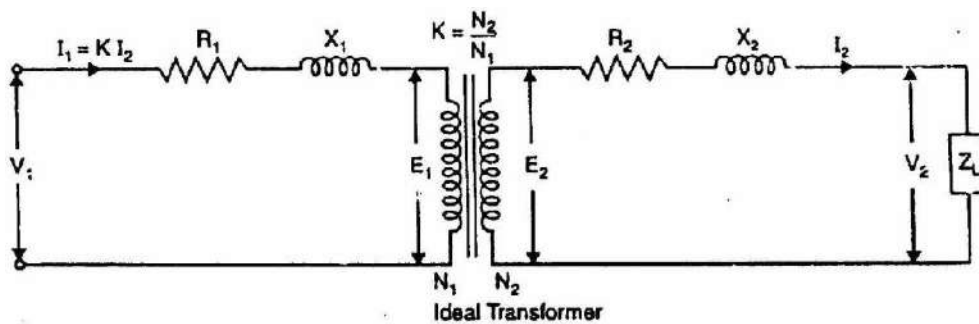 I₁ = K I₂
R₁
X₁
K = N₂/N₁
R₂
X₂
I₂
V₁
E₁
E₂
V₂
Z_L
N₁
N₂
Ideal Transformer